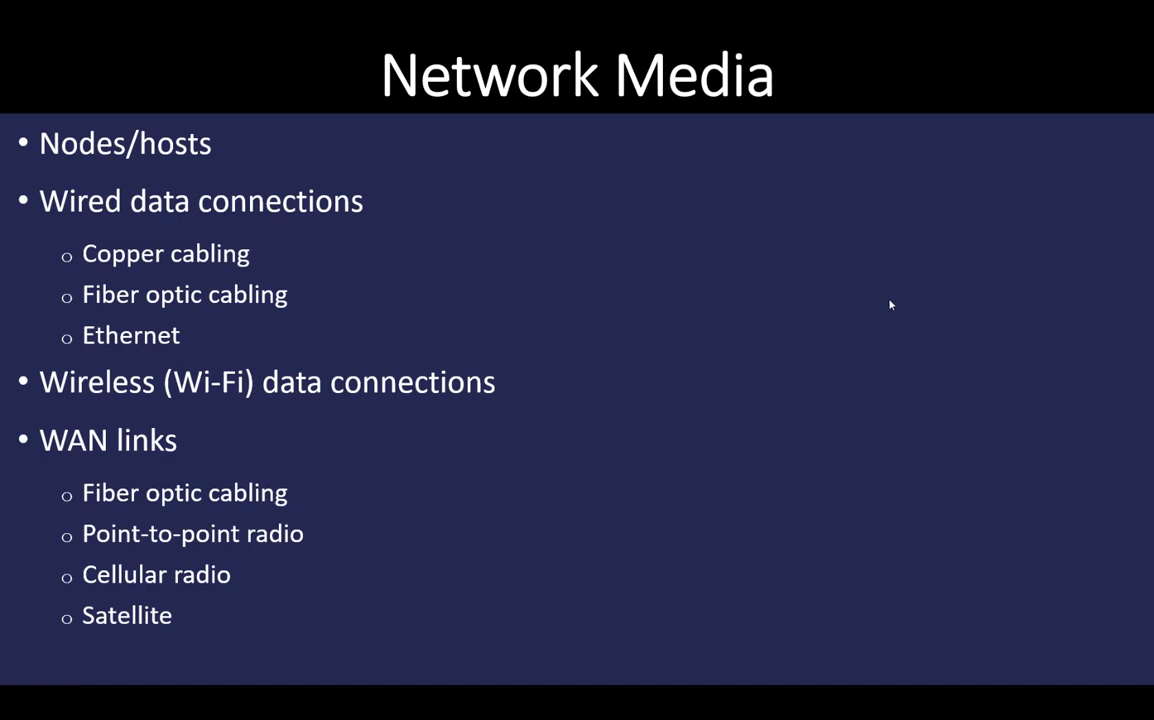 Network Media
• Nodes/hosts
• Wired data connections
o Copper cabling
o Fiber optic cabling
o Ethernet
• Wireless (Wi-Fi) data connections
• WAN links
o Fiber optic cabling
o Point-to-point radio
o Cellular radio
o Satellite